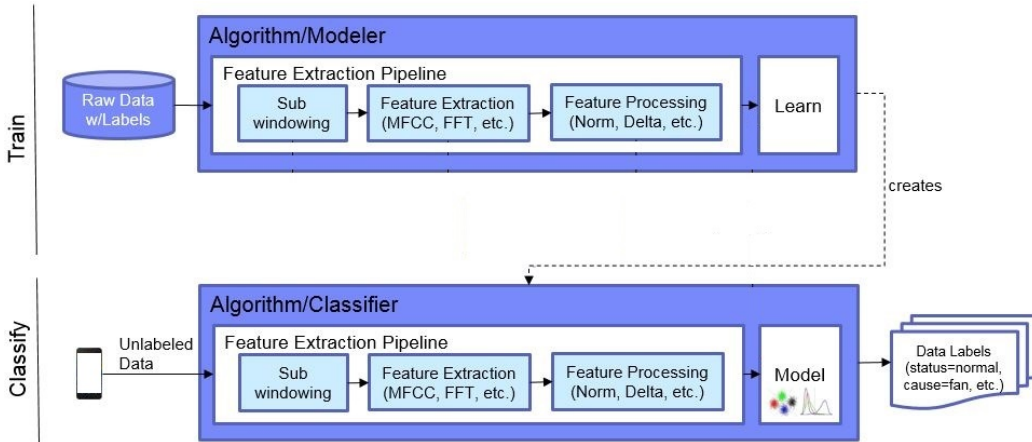 Train
Algorithm/Modeler
Feature Extraction Pipeline
Raw Data
w/Labels
Sub
windowing
Feature Extraction
(MFCC, FFT, etc.)
Feature Processing
(Norm, Delta, etc.)
Learn
creates
Classify
Algorithm/Classifier
Unlabeled
Data
Feature Extraction Pipeline
Sub
windowing
Feature Extraction
(MFCC, FFT, etc.)
Feature Processing
(Norm, Delta, etc.)
Model
Data Labels
(status=normal,
cause=fan, etc.)